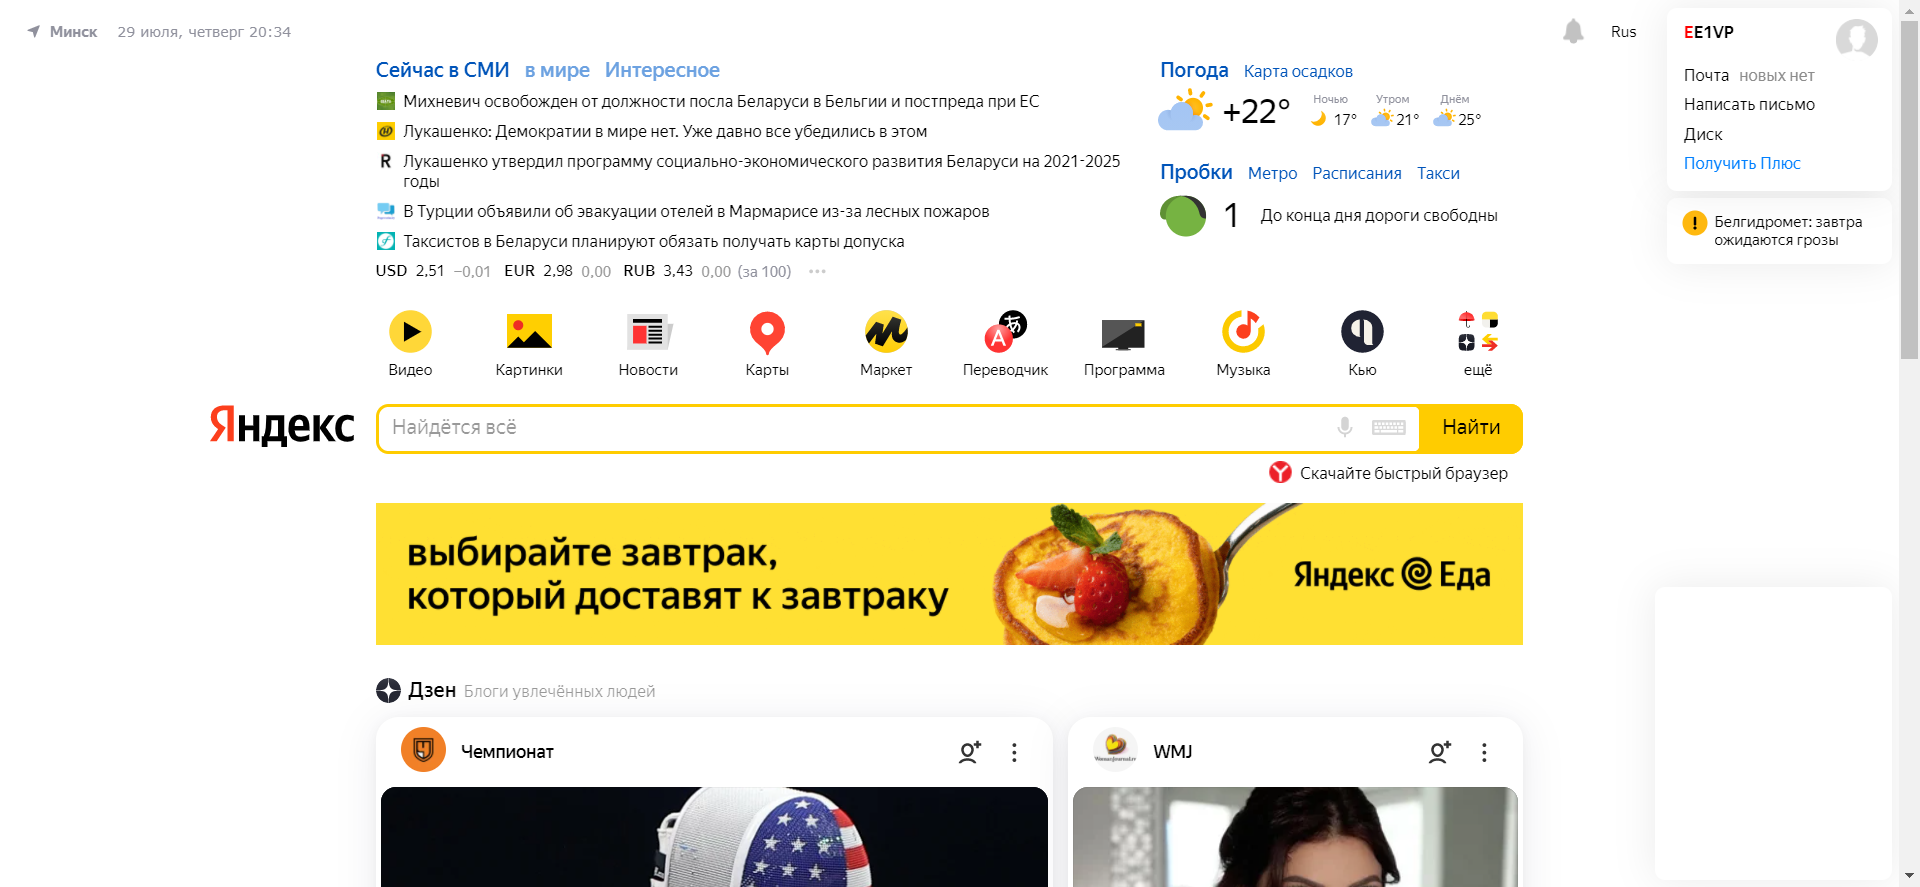 Минск 29 июля, четверг 20:34
Rus
EE1VP
Почта новых нет
Написать письмо
Диск
Получить Плюс
Белгидромет: завтра
ожидаются грозы
Сейчас в СМИ в мире Интересное
Михневич освобожден от должности посла Беларуси в Бельгии и постпреда при ЕС
Лукашенко: Демократии в мире нет. Уже давно все убедились в этом
Лукашенко утвердил программу социально-экономического развития Беларуси на 2021-2025
годы
В Турции объявили об эвакуации отелей в Мармарисе из-за лесных пожаров
Таксистов в Беларуси планируют обязать получать карты допуска
USD 2,51 −0,01 EUR 2,98 0,00 RUB 3,43 0,00 (за 100)
Погода Карта осадков
+22° Ночью 17° Утром 21° Днём 25°
Пробки Метро Расписания Такси
1 До конца дня дороги свободны
Видео Картинки Новости Карты Маркет Переводчик Программа Музыка Кью ещё
Яндекс Найдётся всё Найти
Скачайте быстрый браузер
выбирайте завтрак,
который доставят к завтраку
Яндекс Еда
Дзен Блоги увлечённых людей
Чемпионат
WMJ